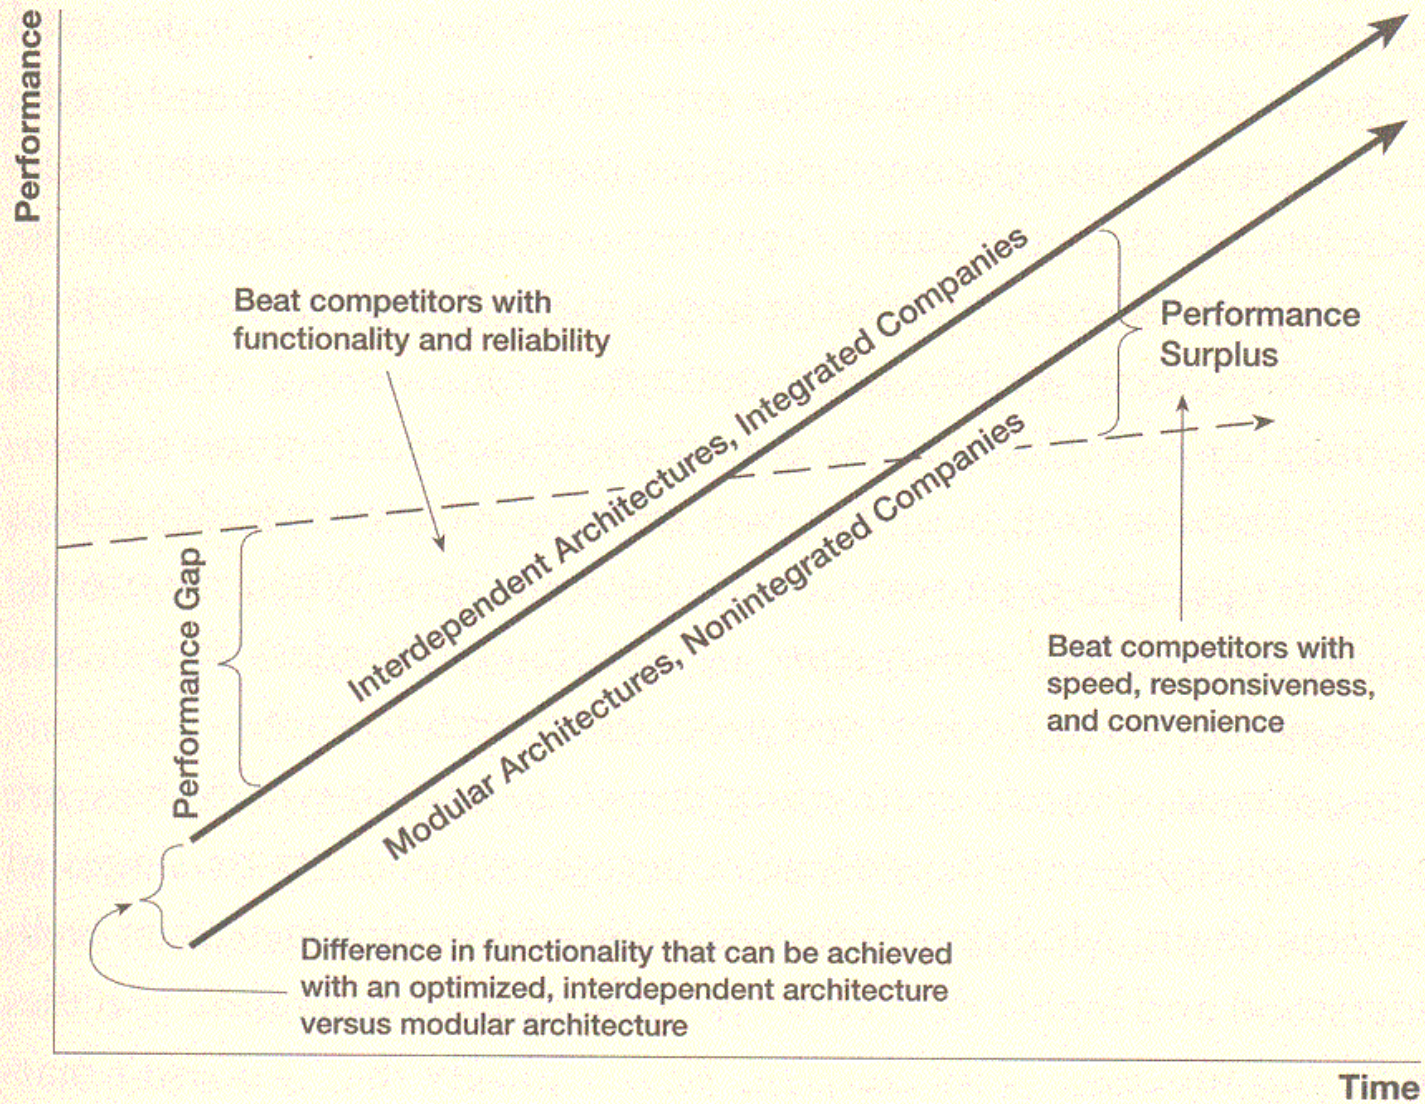 Performance
Beat competitors with
functionality and reliability
Interdependent Architectures, Integrated Companies
Performance
Surplus
Modular Architectures, Nonintegrated Companies
Performance Gap
Beat competitors with
speed, responsiveness,
and convenience
Difference in functionality that can be achieved
with an optimized, interdependent architecture
versus modular architecture
Time